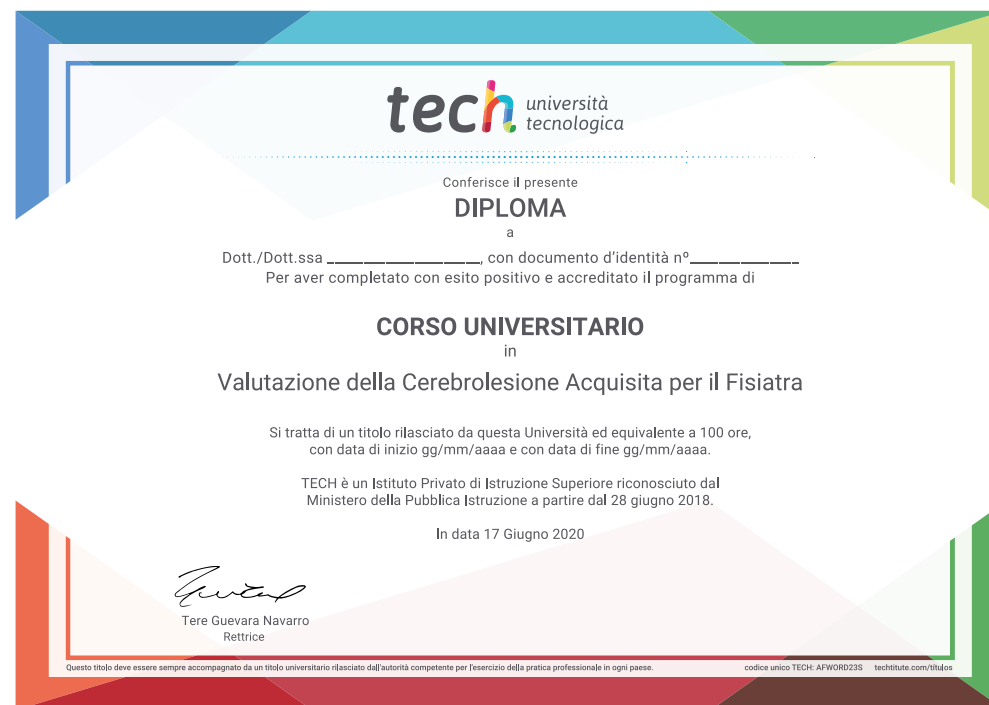 tech università
tecnologica
Conferisce il presente
DIPLOMA
a
Dott./Dott.ssa ___________________, con documento d'identità nº______________
Per aver completato con esito positivo e accreditato il programma di
CORSO UNIVERSITARIO
in
Valutazione della Cerebrolesione Acquisita per il Fisiatra
Si tratta di un titolo rilasciato da questa Università ed equivalente a 100 ore,
con data di inizio gg/mm/aaaa e con data di fine gg/mm/aaaa.
TECH è un Istituto Privato di Istruzione Superiore riconosciuto dal
Ministero della Pubblica Istruzione a partire dal 28 giugno 2018.
In data 17 Giugno 2020
Tere Guevara Navarro
Rettrice
Questo titolo deve essere sempre accompagnato da un titolo universitario rilasciato dall'autorità competente per l'esercizio della pratica professionale in ogni paese. codice unico TECH: AFWORD23S techtitute.com/títulos